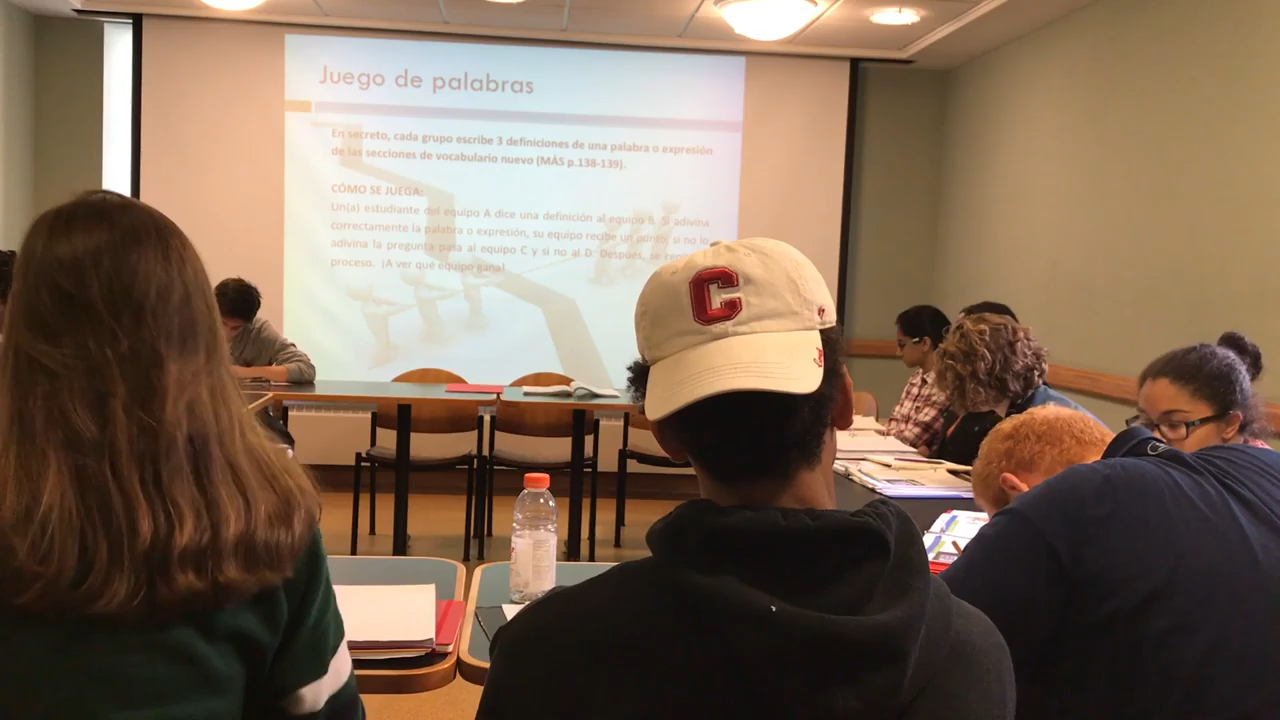 Juego de palabras
En secreto, cada grupo escribe 3 definiciones de una palabra o expresión
de las secciones de vocabulario nuevo (MÁS p.138-139).
CÓMO SE JUEGA:
Un(a) estudiante del equipo A dice una definición al equipo B. Si adivina
correctamente la palabra o expresión, su equipo recibe un punto; si no lo
adivina la pregunta pasa al equipo C y si no al D. Después, se
proceso. ¡A ver qué equipo gana!
C